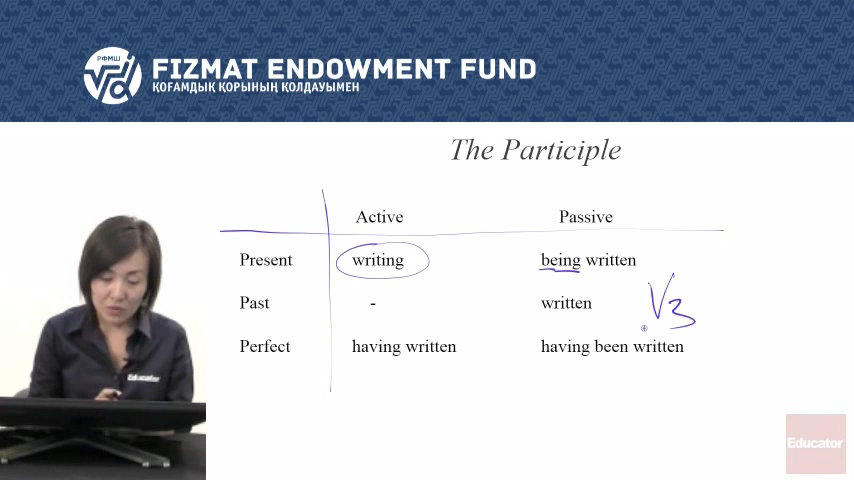 РФМШ
FIZMAT ENDOWMENT FUND
ҚОҒАМДЫҚ ҚОРЫНЫҢ ҚОЛДАУЫМЕН
The Participle
Active Passive
Present writing being written
Past - written V3
Perfect having written having been written
Educator
Educator